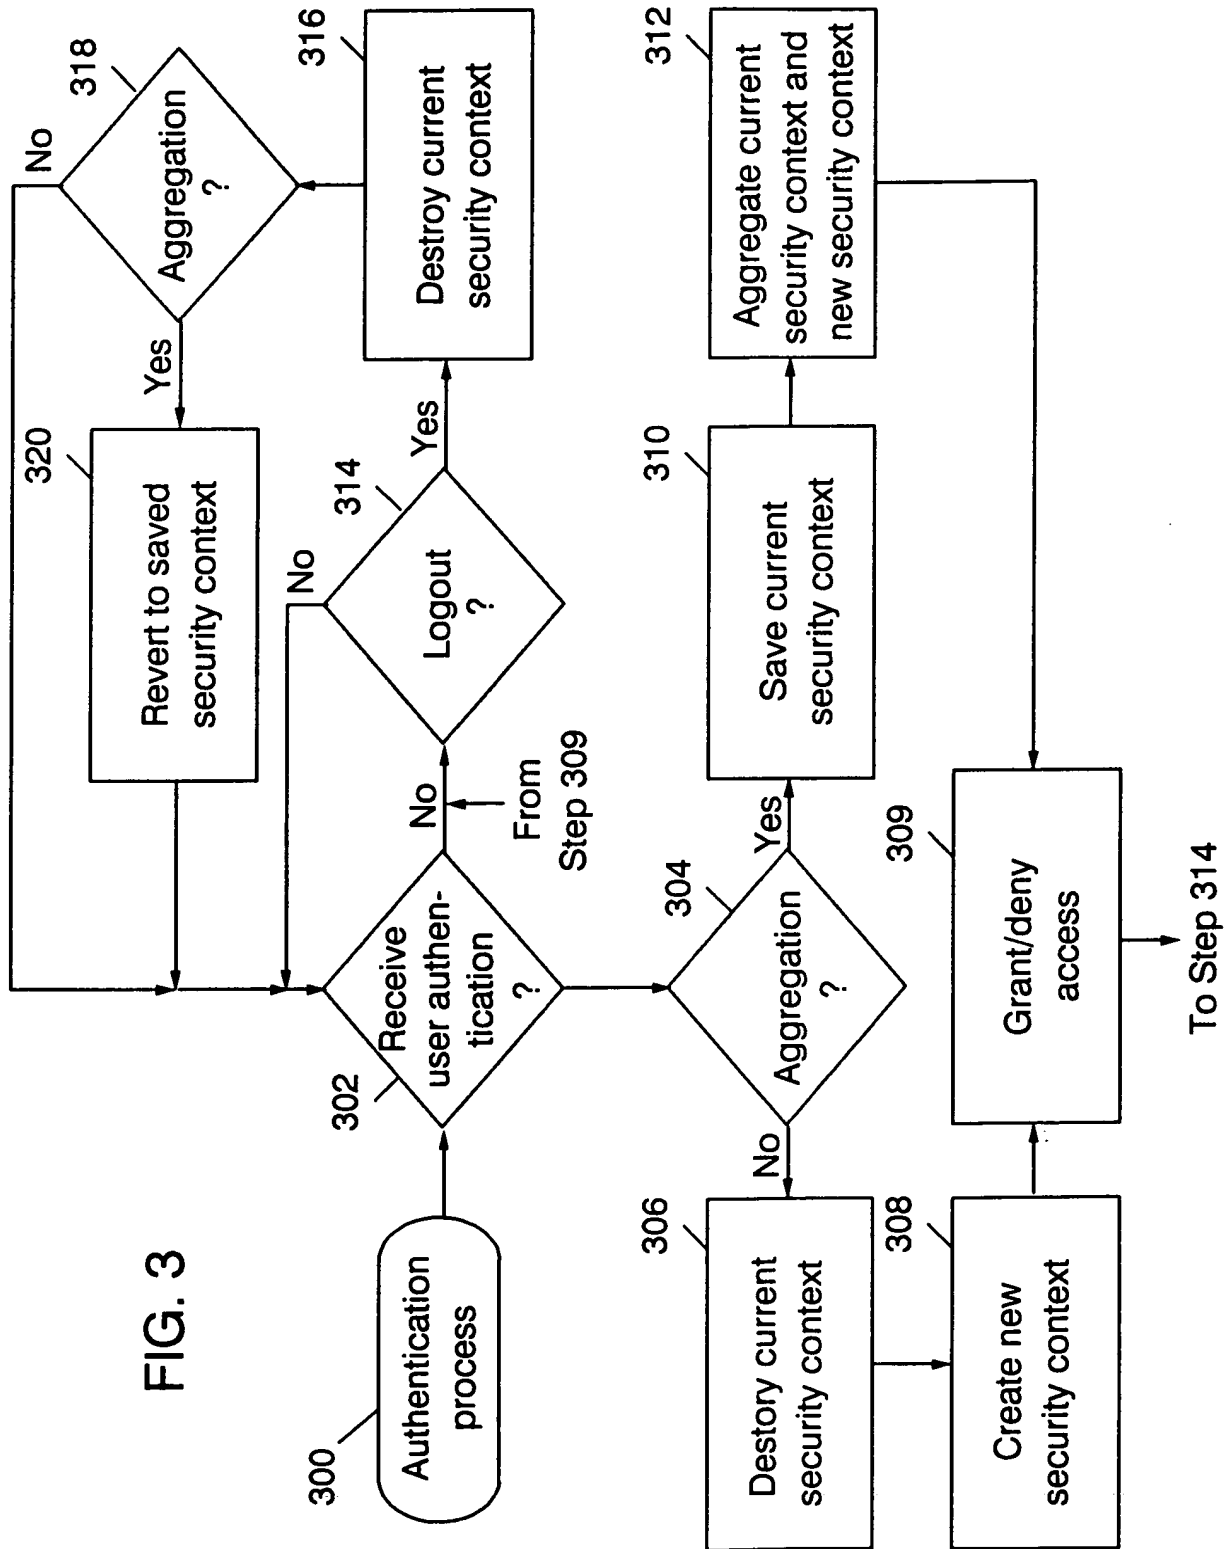 FIG. 3
300
Authentication
process
302
Receive
user authen-
tication
?
No
From
Step 309
314
Logout
?
No
Yes
316
Destroy current
security context
318
Aggregation
?
No
Yes
320
Revert to saved
security context
304
Aggregation
?
No
Yes
306
Destory current
security context
308
Create new
security context
310
Save current
security context
312
Aggregate current
security context and
new security context
309
Grant/deny
access
To Step 314